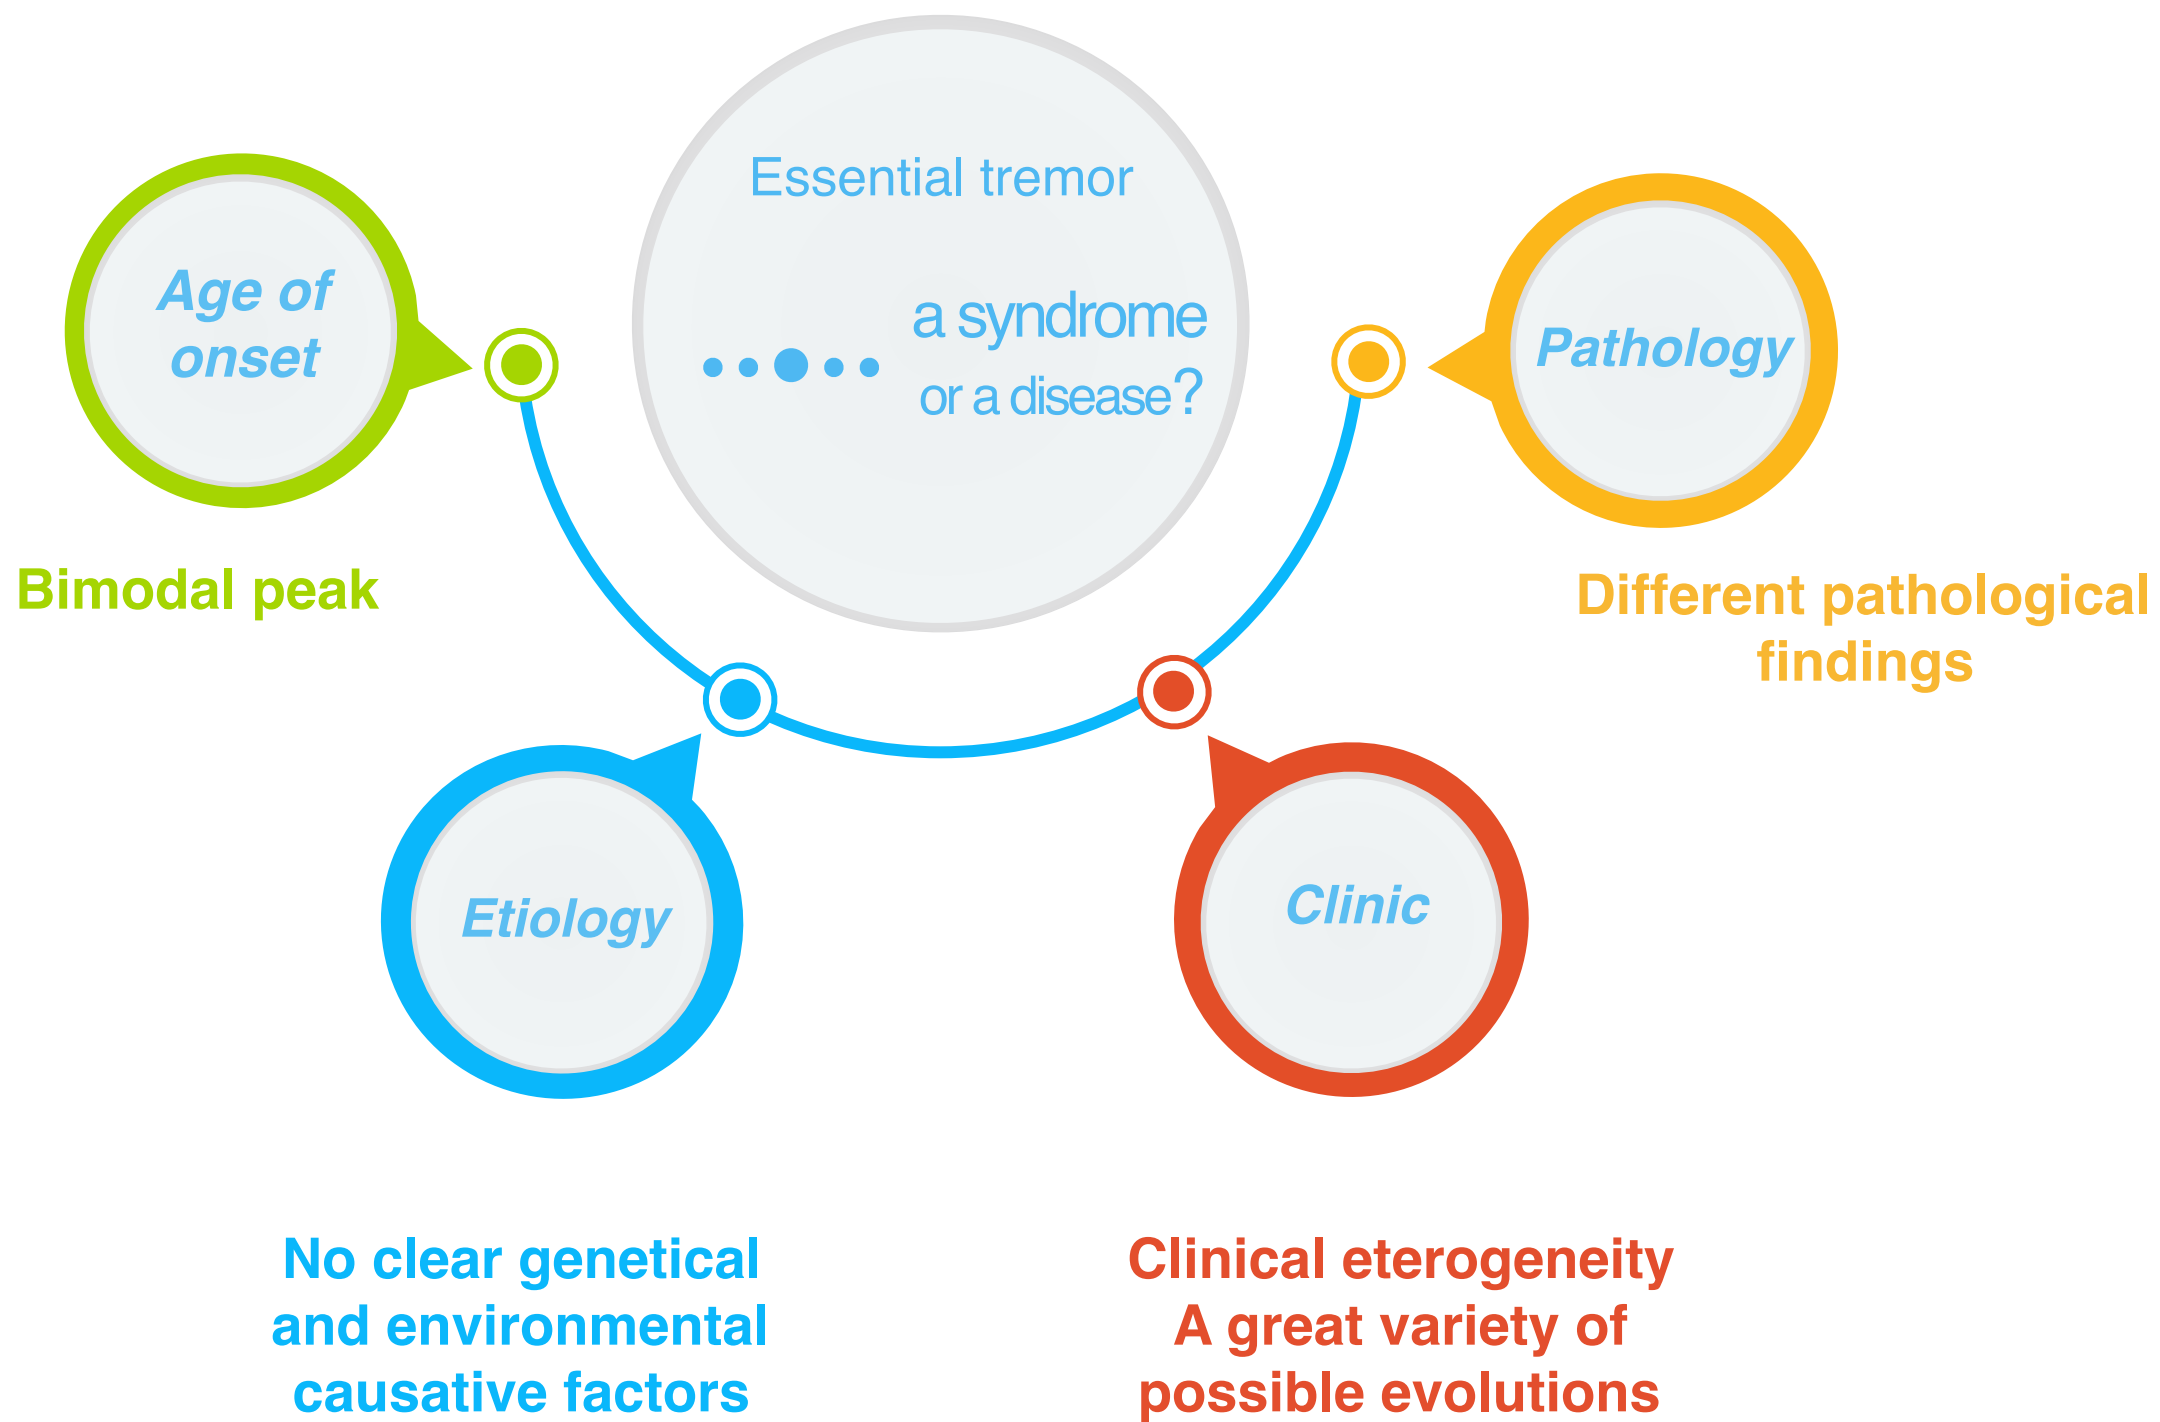 Essential tremor
a syndrome
or a disease?
Age of
onset
Bimodal peak
Etiology
No clear genetical
and environmental
causative factors
Clinic
Clinical eterogeneity
A great variety of
possible evolutions
Pathology
Different pathological
findings